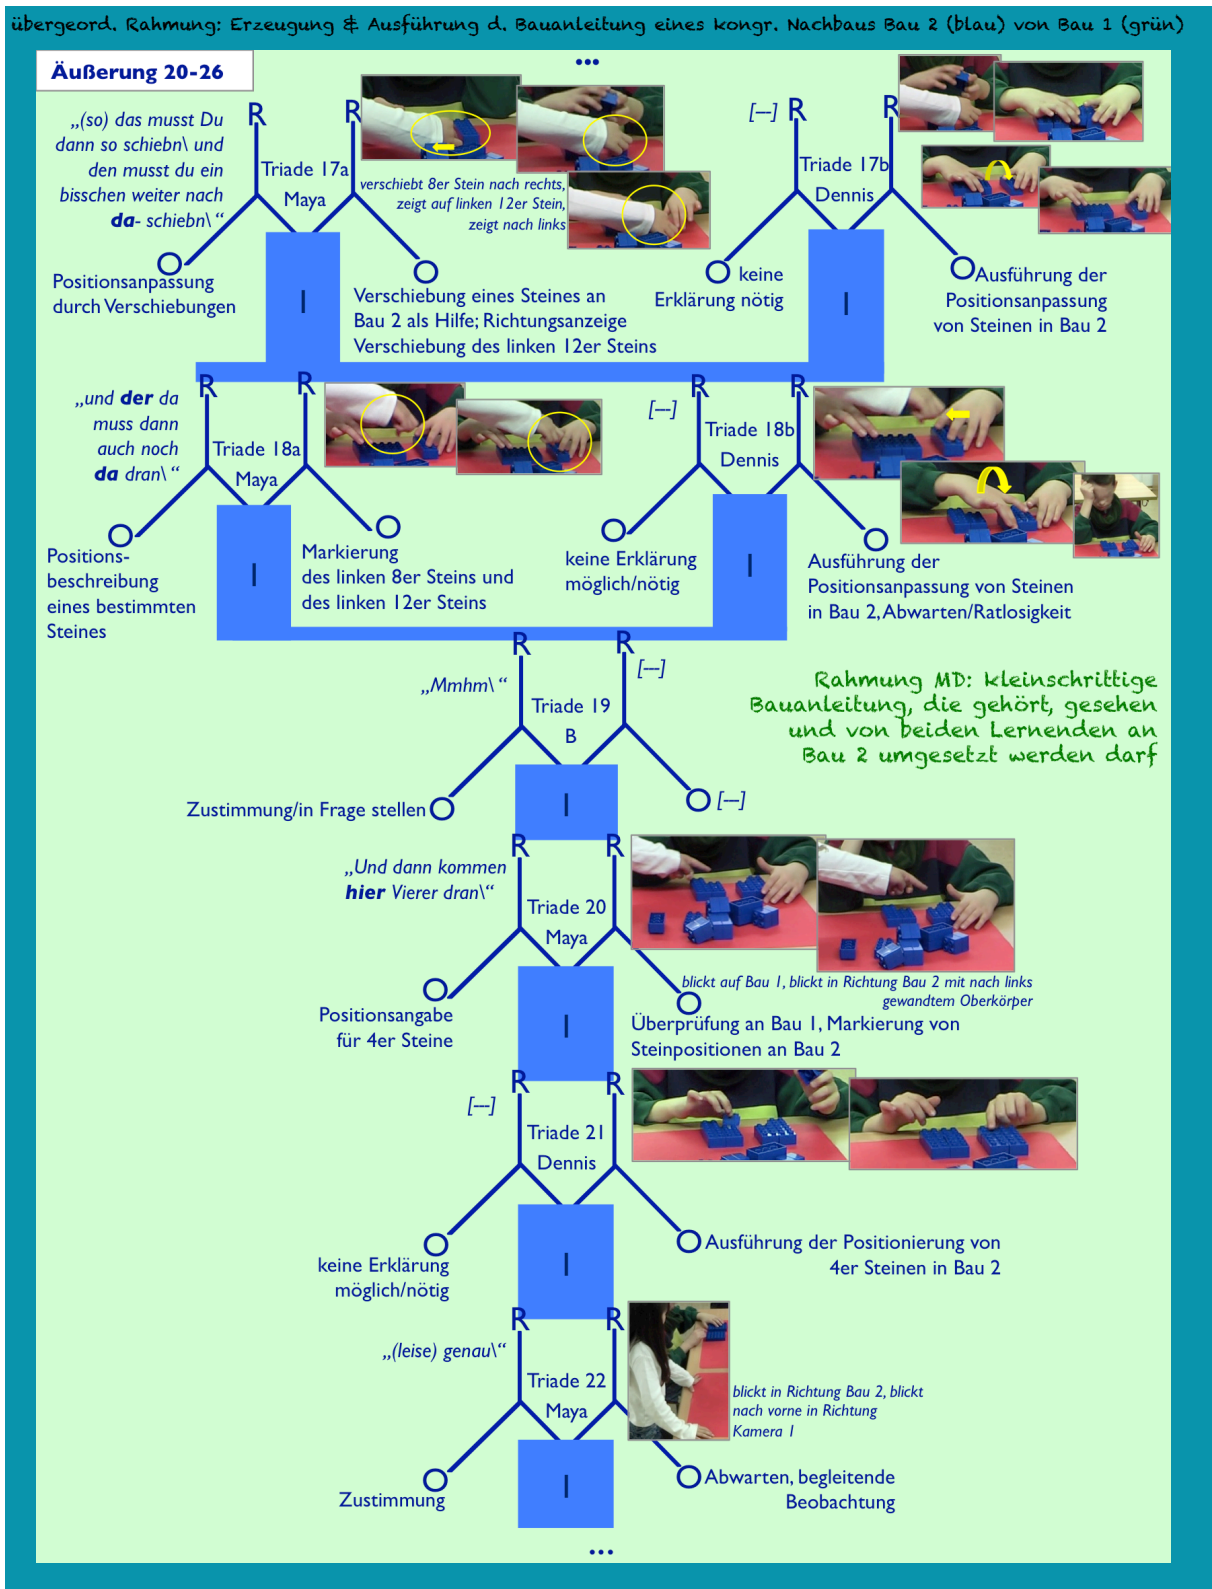 übergeord. Rahmung: Erzeugung & Ausführung d. Bauanleitung eines kongr. Nachbaus Bau 2 (blau) von Bau 1 (grün)
Äußerung 20-26
...
„(so) das musst Du
dann so schiebn\ und
den musst du ein
bisschen weiter nach
da- schiebn\“
R
R
Triade 17a
Maya
verschiebt 8er Stein nach rechts,
zeigt auf linken 12er Stein,
zeigt nach links
Positionsanpassung
durch Verschiebungen
I
Verschiebung eines Steines an
Bau 2 als Hilfe; Richtungsanzeige
Verschiebung des linken 12er Steins
[---]
R
R
Triade 17b
Dennis
keine
Erklärung nötig
I
Ausführung der
Positionsanpassung
von Steinen in Bau 2
„und der da
muss dann
auch noch
da dran\“
R
R
Triade 18a
Maya
Positions-
beschreibung
eines bestimmten
Steines
I
Markierung
des linken 8er Steins und
des linken 12er Steins
[---]
R
R
Triade 18b
Dennis
keine Erklärung
möglich/nötig
I
Ausführung der
Positionsanpassung von Steinen
in Bau 2, Abwarten/Ratlosigkeit
R
R
„Mmhm\“
[---]
Triade 19
B
Zustimmung/in Frage stellen
I
[---]
Rahmung MD: kleinschrittige
Bauanleitung, die gehört, gesehen
und von beiden Lernenden an
Bau 2 umgesetzt werden darf
R
R
„Und dann kommen
hier Vierer dran\“
Triade 20
Maya
blickt auf Bau 1, blickt in Richtung Bau 2 mit nach links
gewandtem Oberkörper
Positionsangabe
für 4er Steine
I
Überprüfung an Bau 1, Markierung von
Steinpositionen an Bau 2
R
R
[---]
Triade 21
Dennis
keine Erklärung
möglich/nötig
I
Ausführung der Positionierung von
4er Steinen in Bau 2
R
R
„(leise) genau\“
Triade 22
Maya
blickt in Richtung Bau 2, blickt
nach vorne in Richtung
Kamera 1
Zustimmung
I
Abwarten, begleitende
Beobachtung
...